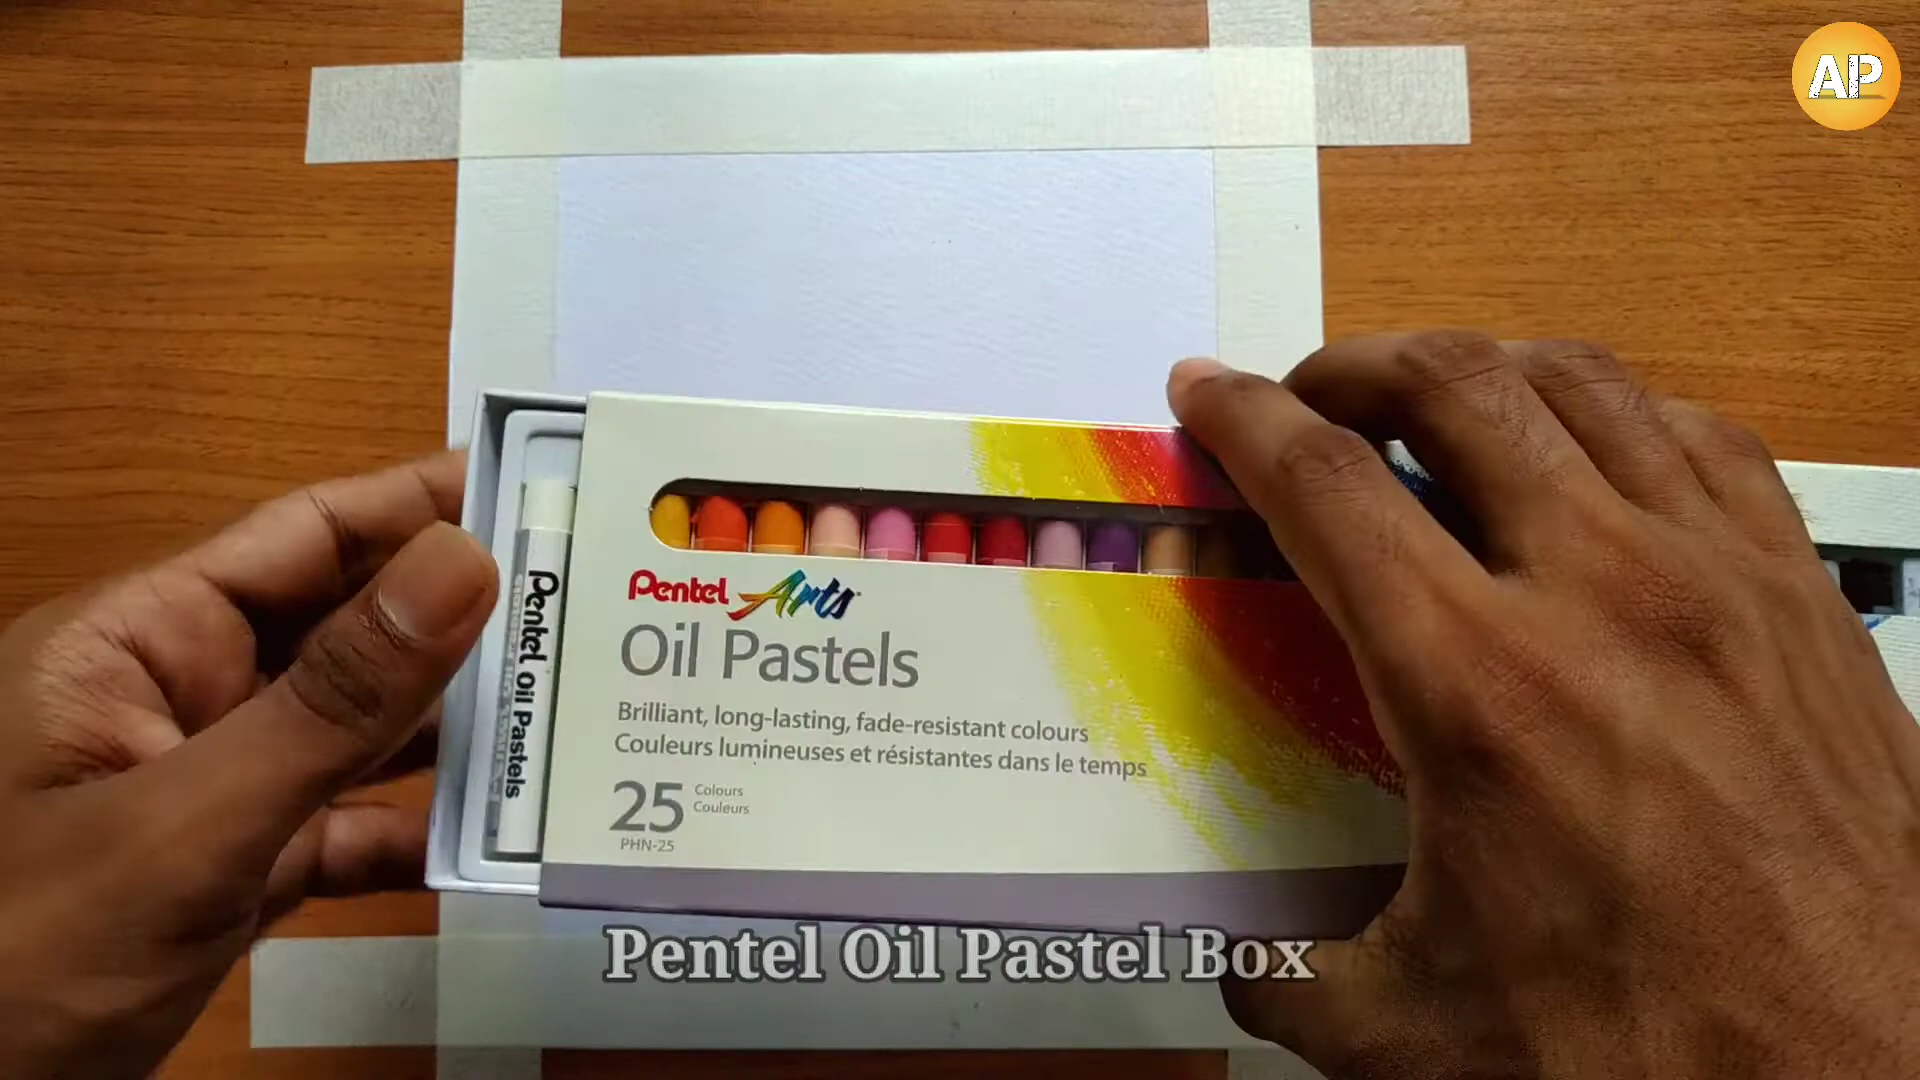 AP
Pentel Arts
Oil Pastels
Brilliant, long-lasting, fade-resistant colours
Couleurs lumineuses et résistantes dans le temps
25 Colours
Couleurs
PHN-25
Pentel Oil Pastels
Pentel Oil Pastel Box